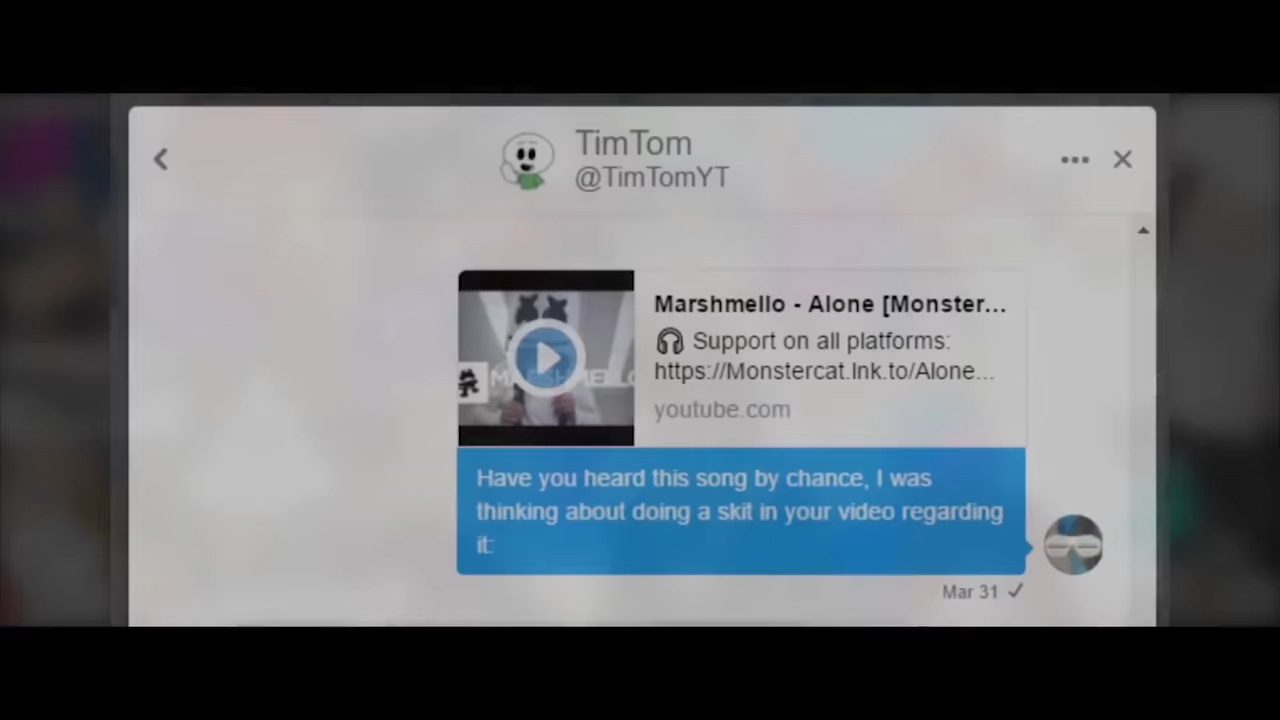 TimTom
@TimTomYT
Marshmello - Alone [Monster...
Support on all platforms:
https://Monstercat.lnk.to/Alone...
youtube.com
Have you heard this song by chance, I was
thinking about doing a skit in your video regarding
it:
Mar 31